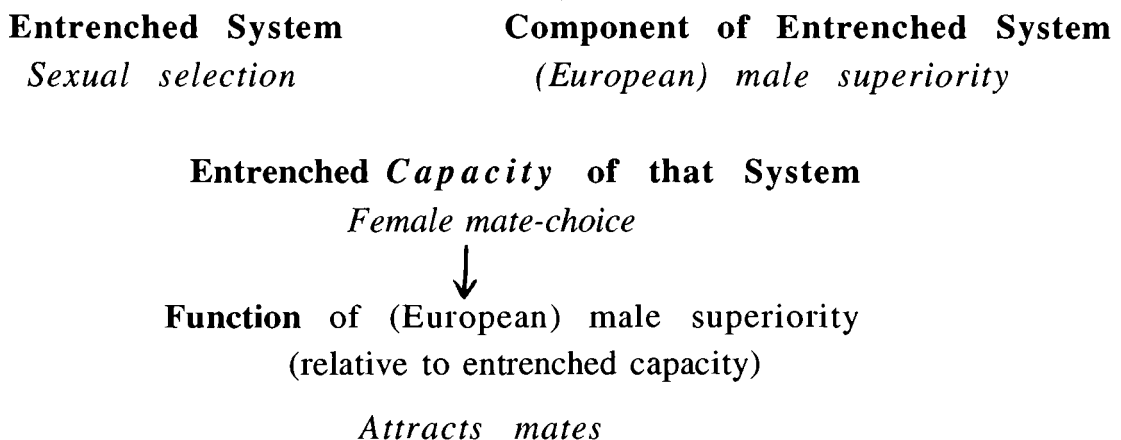 Entrenched System Component of Entrenched System
Sexual selection (European) male superiority
Entrenched Capacity of that System
Female mate-choice
Function of (European) male superiority
(relative to entrenched capacity)
Attracts mates